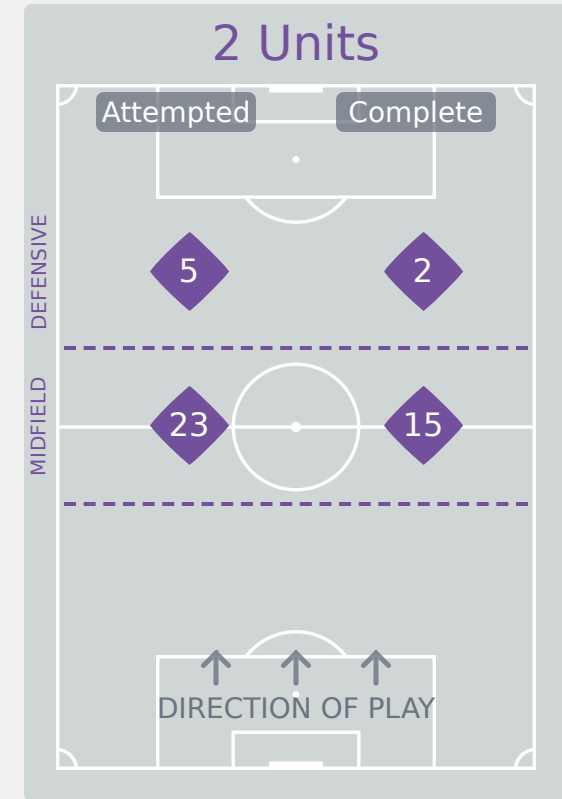 2 Units
Attempted Complete
DEFENSIVE
5 2
MIDFIELD
23 15
DIRECTION OF PLAY